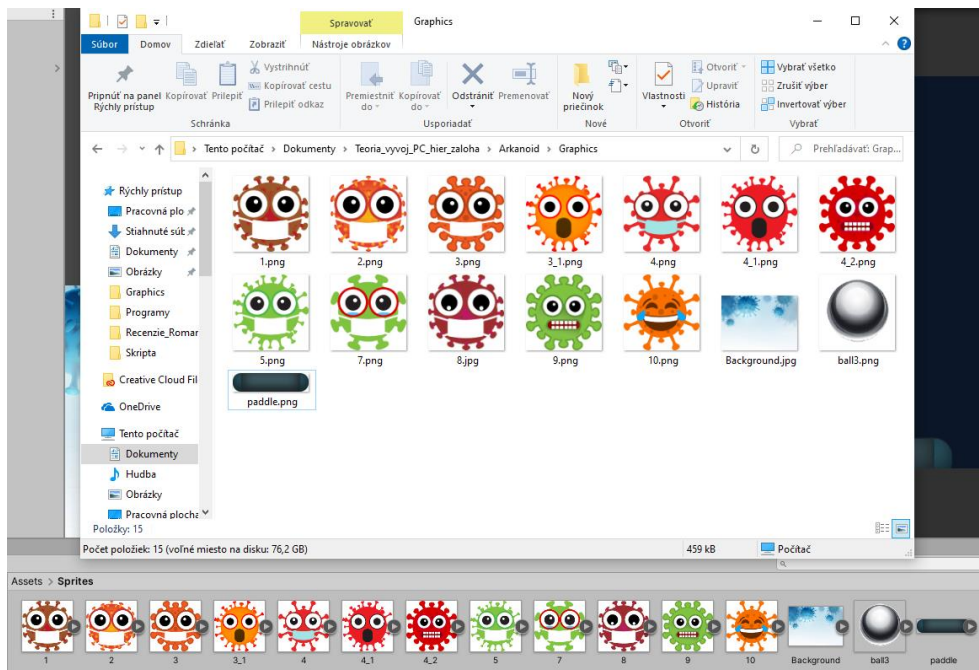 Spravovať
Graphics
Súbor Domov Zdieľať Zobraziť Nástroje obrázkov
Pripnúť na panel Rýchly prístup
Kopírovať
Prilepiť
Vystrihnúť
Kopírovať cestu
Prilepiť odkaz
Premiestniť do
Kopírovať do
Odstrániť
Premenovať
Nový priečinok
Vlastnosti
Otvoriť
Upraviť
História
Vybrať všetko
Zrušiť výber
Invertovať výber
Schránka Usporiadať Nové Otvoriť Vybrať
Tento počítač > Dokumenty > Teoria_vyvoj_PC_hier_zaloha > Arkanoid > Graphics
Prehľadávať: Grap...
Rýchly prístup
Pracovná plo
Stiahnuté súb
Dokumenty
Obrázky
Graphics
Programy
Recenzie_Romar
Skripta
Creative Cloud Fil
OneDrive
Tento počítač
Dokumenty
Hudba
Obrázky
Pracovná plocha
1.png 2.png 3.png 3_1.png 4.png 4_1.png 4_2.png
5.png 7.png 8.jpg 9.png 10.png Background.jpg ball3.png
paddle.png
Položky: 15
Počet položiek: 15 (voľné miesto na disku: 76,2 GB) 459 kB Počítač
Assets > Sprites
1 2 3 3_1 4 4_1 4_2 5 7 8 9 10 Background ball3 paddle